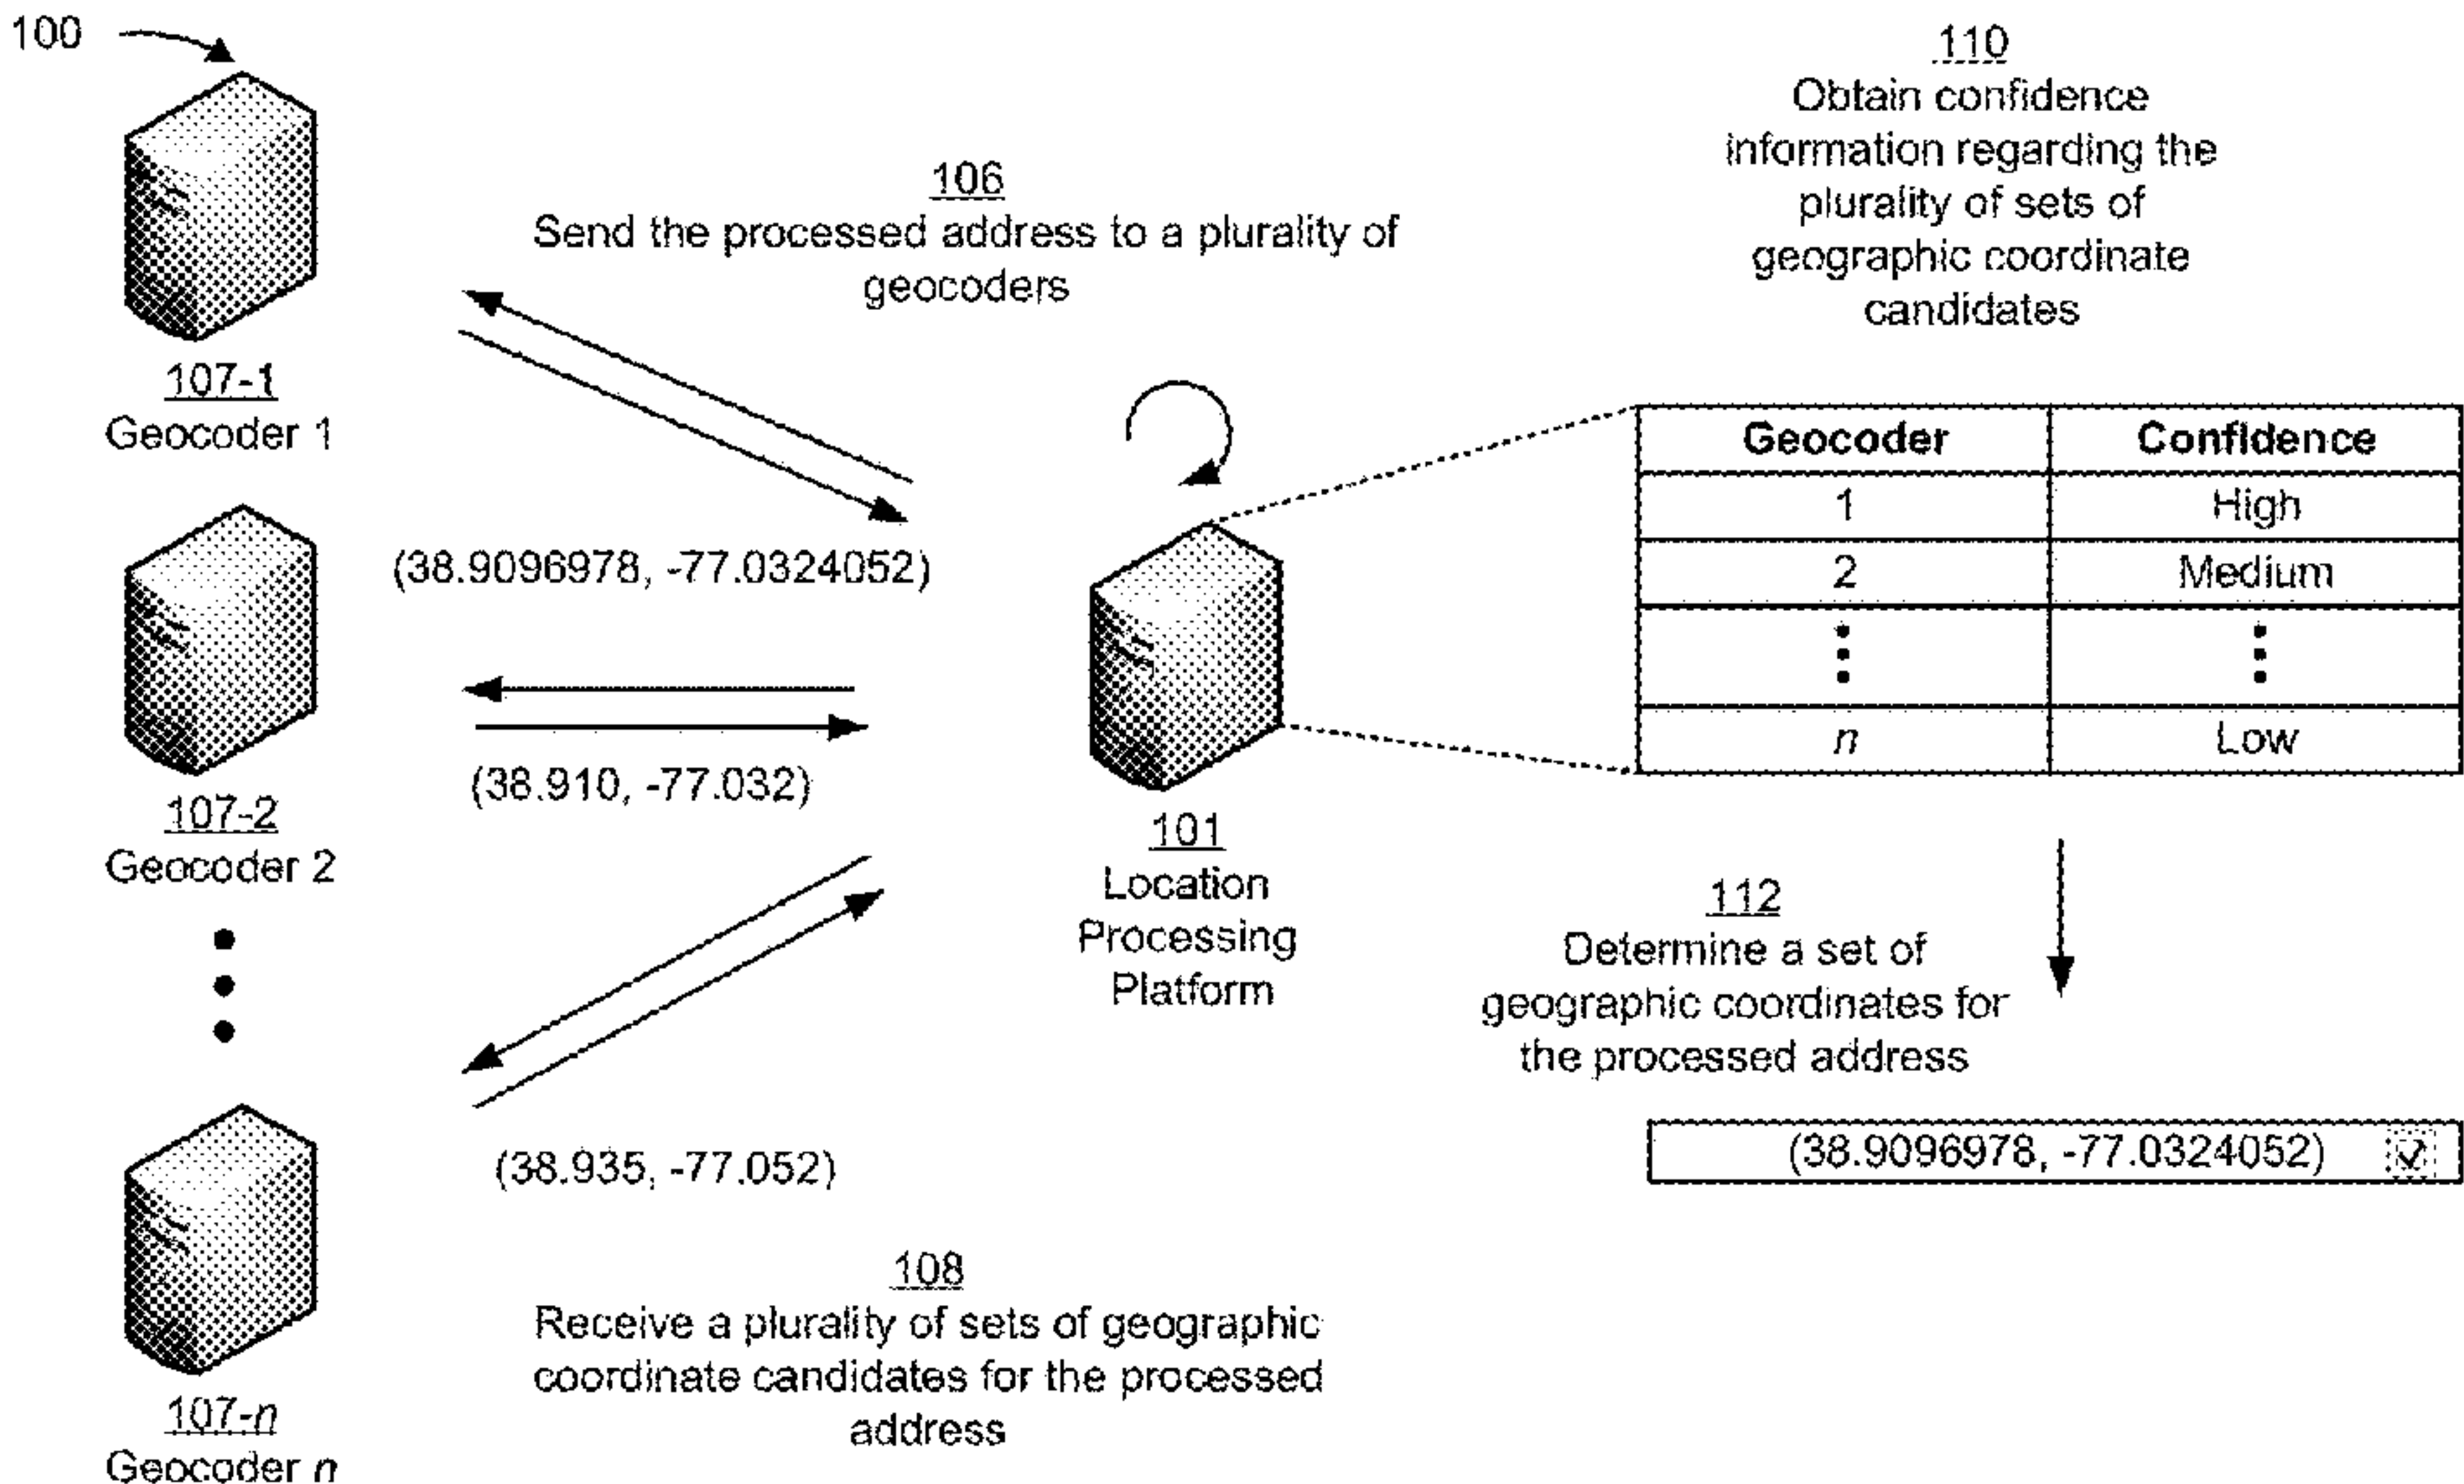 100
107-1
Geocoder 1
107-2
Geocoder 2
107-n
Geocoder n
106
Send the processed address to a plurality of
geocoders
(38.9096978, -77.0324052)
(38.910, -77.032)
(38.935, -77.052)
108
Receive a plurality of sets of geographic
coordinate candidates for the processed
address
101
Location
Processing
Platform
110
Obtain confidence
information regarding the
plurality of sets of
geographic coordinate
candidates
Geocoder Confidence
1 High
2 Medium
n Low
112
Determine a set of
geographic coordinates for
the processed address
(38.9096978, -77.0324052)